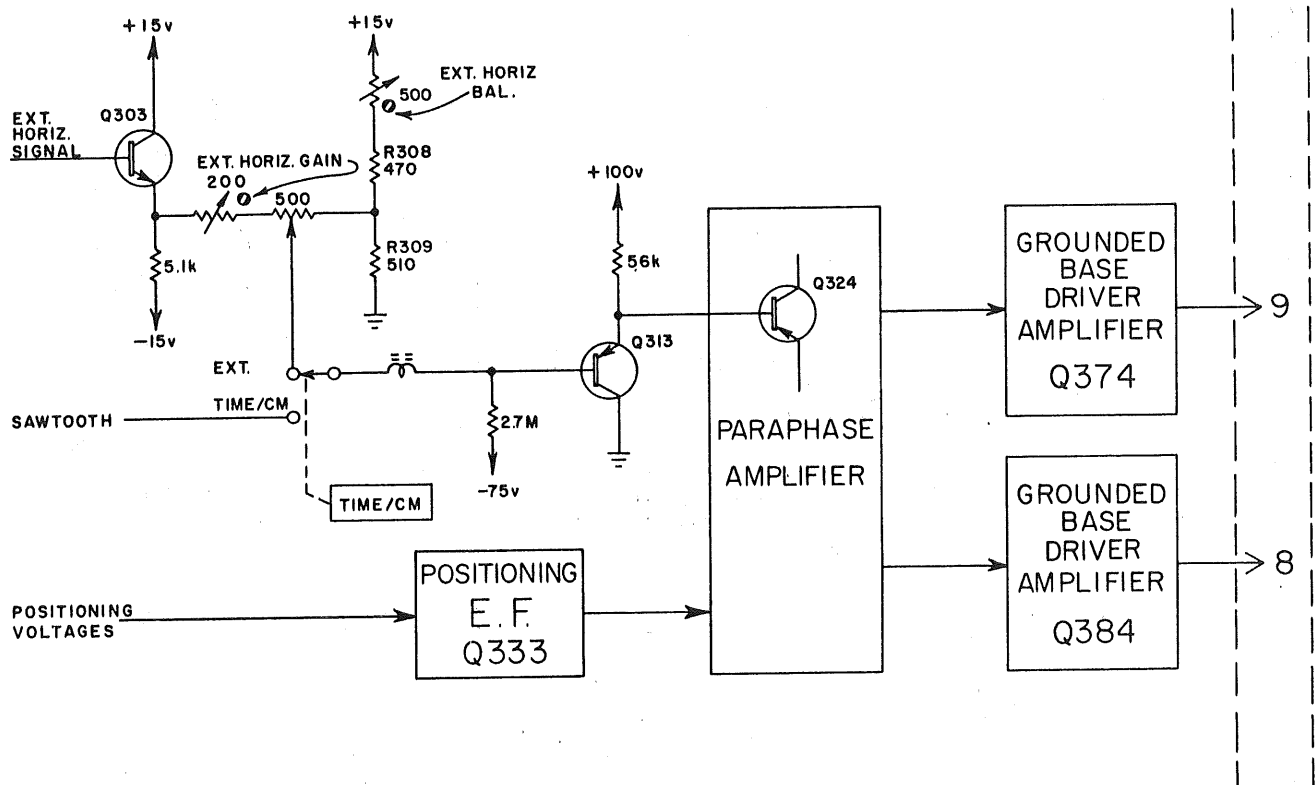 +15v
+15v
EXT. HORIZ
BAL.
500
Q303
EXT.
HORIZ.
SIGNAL
EXT. HORIZ. GAIN
200
500
R308
470
+100v
5.1k
R309
510
-15v
56k
Q324
Q313
EXT.
TIME/CM
SAWTOOTH
2.7M
-75v
TIME/CM
PARAPHASE
AMPLIFIER
GROUNDED
BASE
DRIVER
AMPLIFIER
Q374
9
GROUNDED
BASE
DRIVER
AMPLIFIER
Q384
8
POSITIONING
VOLTAGES
POSITIONING
E.F.
Q333